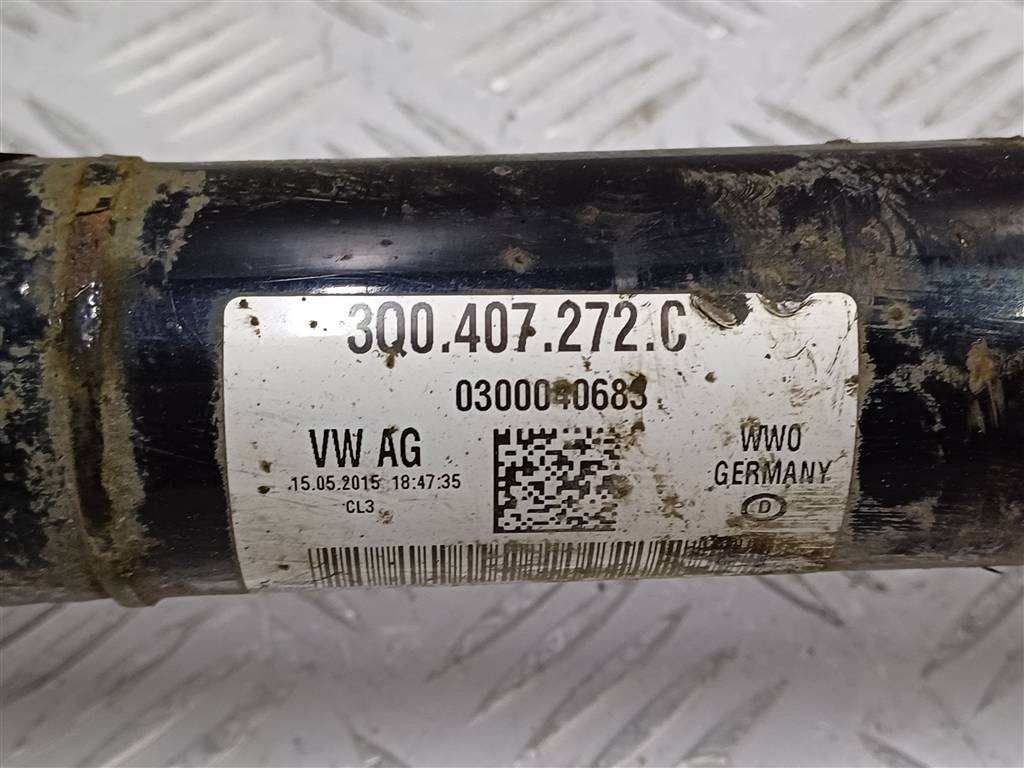 3Q0.407.272.C
0300040683
VW AG
15.05.2015 18:47:35
CL3
WWO
GERMANY
D